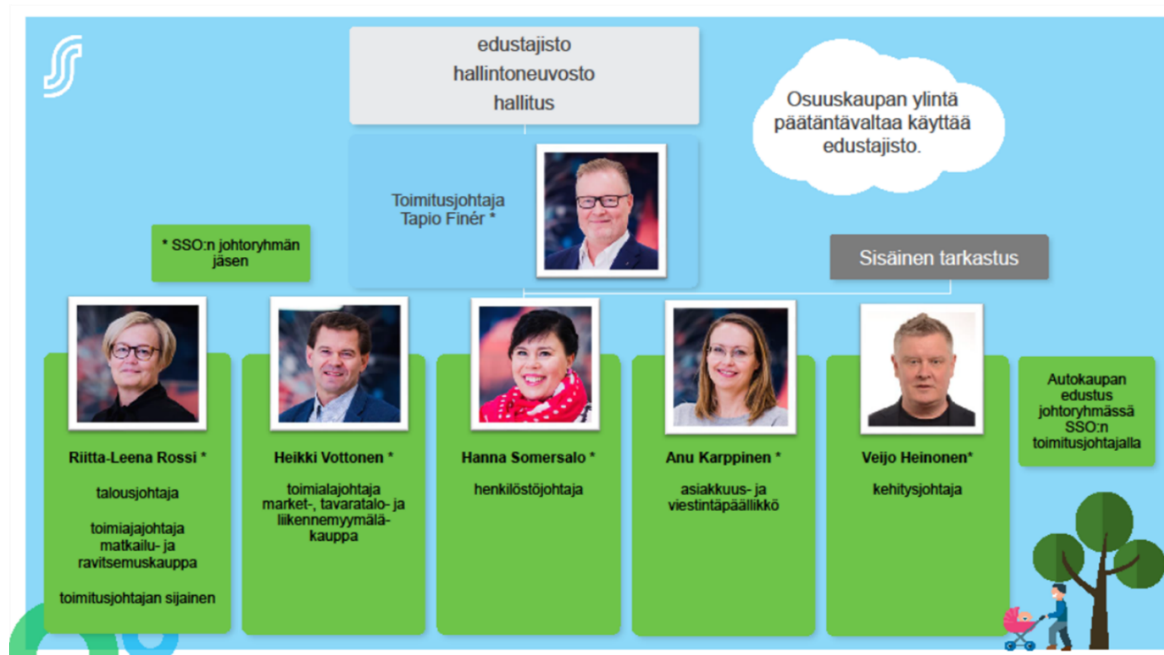 edustajisto
hallintoneuvosto
hallitus
Osuuskaupan ylintä
päätäntävaltaa käyttää
edustajisto.
Toimitusjohtaja
Tapio Finér *
* SSO:n johtoryhmän
jäsen
Sisäinen tarkastus
Riitta-Leena Rossi *
talousjohtaja
toimiajajohtaja
matkailu- ja
ravitsemuskauppa
toimitusjohtajan sijainen
Heikki Vottonen *
toimialajohtaja
market-, tavaratalo- ja
liikennemyymälä-
kauppa
Hanna Somersalo *
henkilöstöjohtaja
Anu Karppinen *
asiakkuus- ja
viestintäpäällikkö
Veijo Heinonen*
kehitysjohtaja
Autokaupan
edustus
johtoryhmässä
SSO:n
toimitusjohtajalla